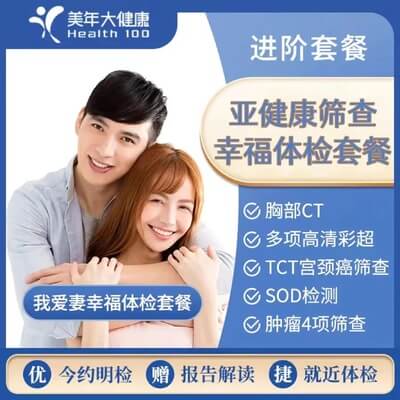 美年大健康
Health 100
进阶套餐
亚健康筛查
幸福体检套餐
胸部CT
多项高清彩超
TCT宫颈癌筛查
SOD检测
肿瘤4项筛查
我爱妻幸福体检套餐
优 今约明检 赠 报告解读 捷 就近体检